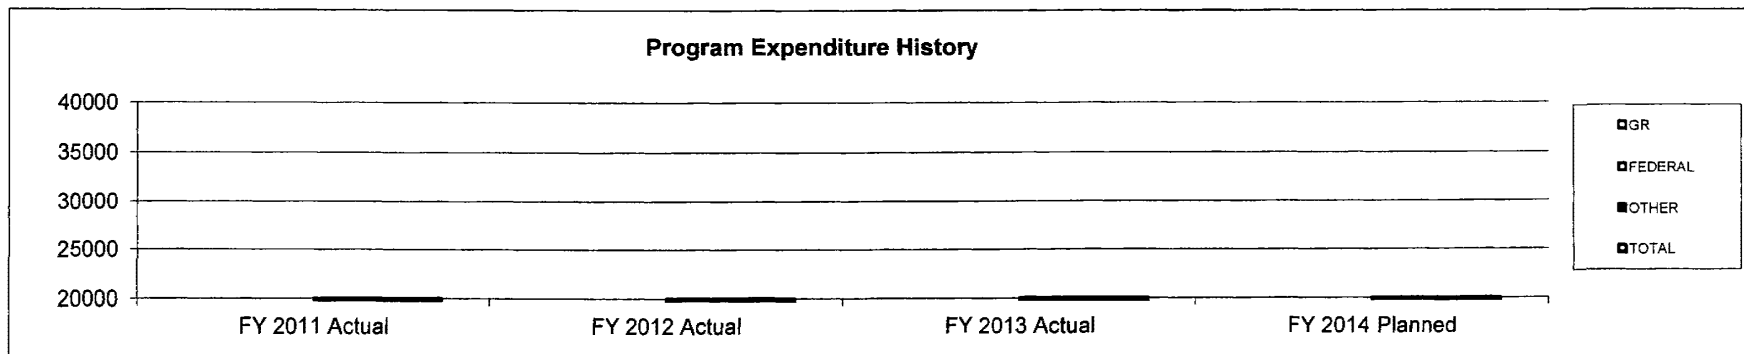 Program Expenditure History
40000
35000
30000
25000
20000
FY 2011 Actual
FY 2012 Actual
FY 2013 Actual
FY 2014 Planned
GR
FEDERAL
OTHER
TOTAL